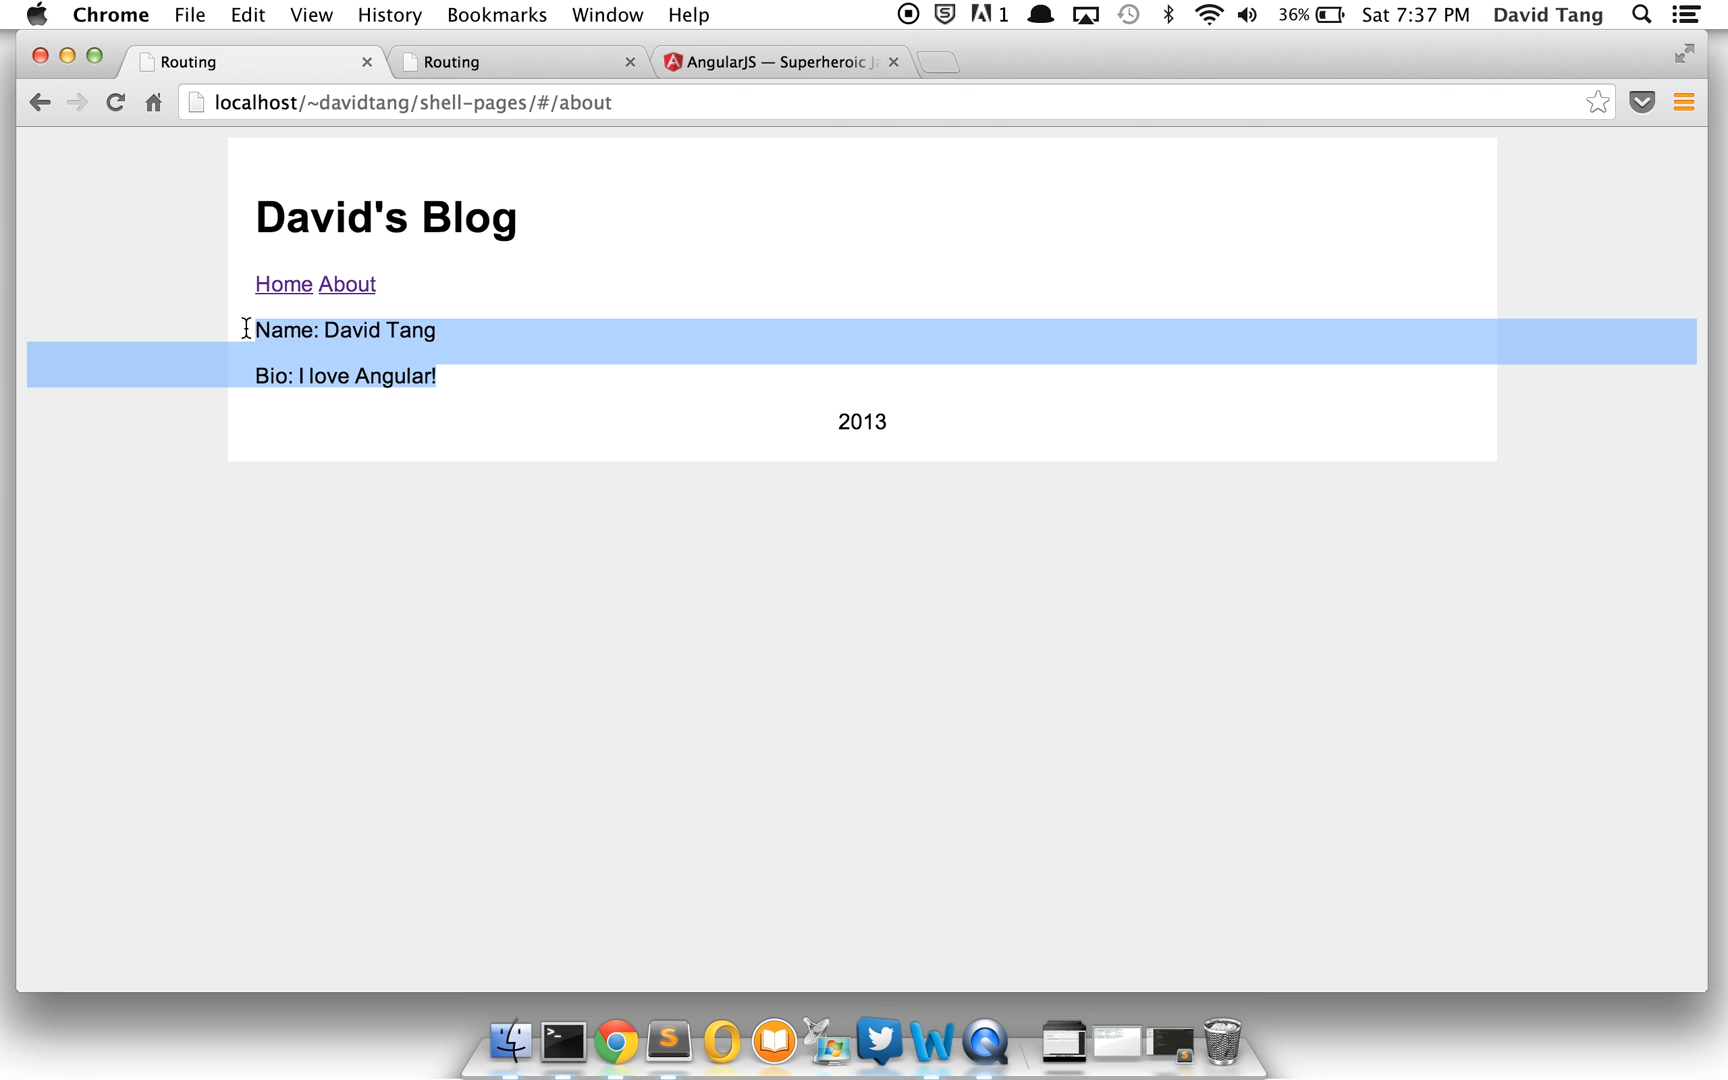 Chrome File Edit View History Bookmarks Window Help 1 36% Sat 7:37 PM David Tang
Routing Routing AngularJS — Superheroic J
localhost/~davidtang/shell-pages/#/about
David's Blog
Home About
Name: David Tang
Bio: I love Angular!
2013